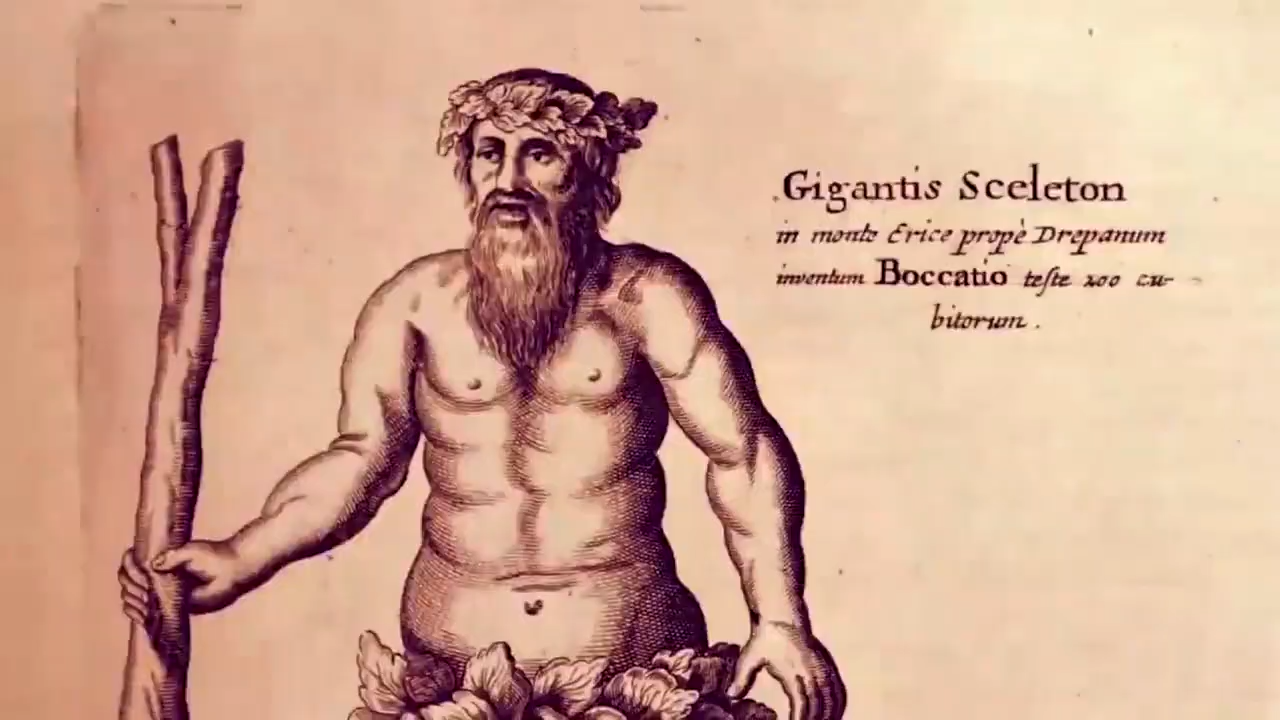 Gigantis Sceleton
in monte Erice propè Drepanum
inventum Boccatio teſte 200 cu-
bitorum.